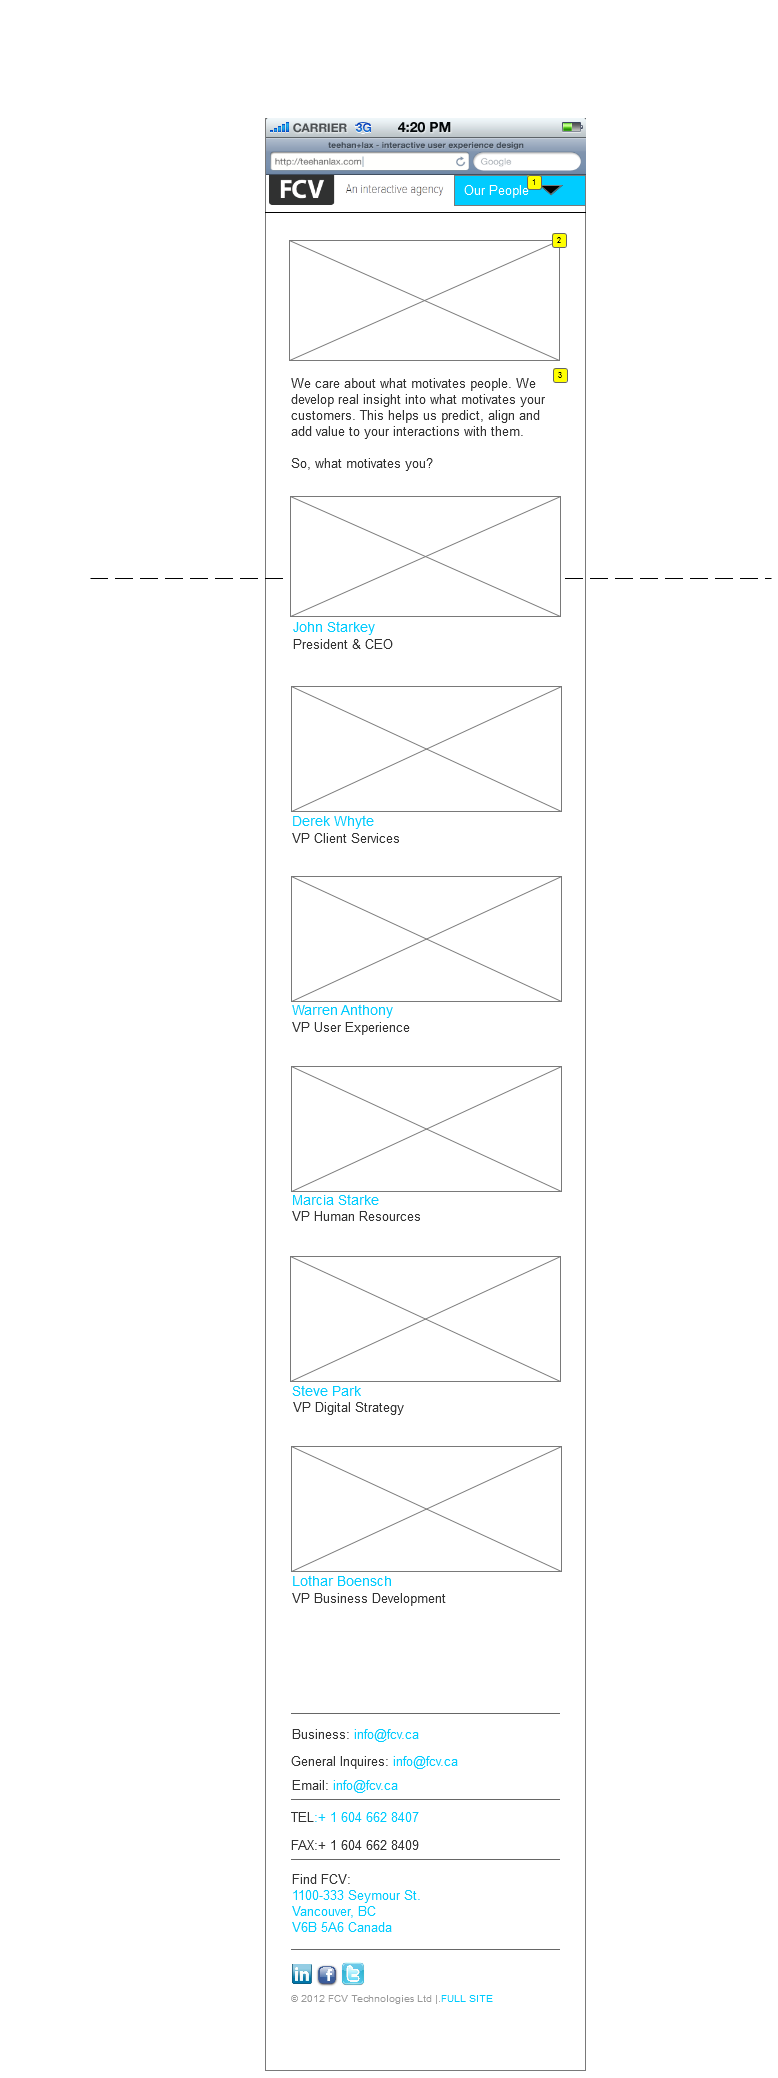 CARRIER 3G 4:20 PM
teehan+lax - interactive user experience design
http://teehanlax.com Google
FCV An interactive agency Our People 1
2
3
We care about what motivates people. We
develop real insight into what motivates your
customers. This helps us predict, align and
add value to your interactions with them.
So, what motivates you?
John Starkey
President & CEO
Derek Whyte
VP Client Services
Warren Anthony
VP User Experience
Marcia Starke
VP Human Resources
Steve Park
VP Digital Strategy
Lothar Boensch
VP Business Development
Business: info@fcv.ca
General Inquires: info@fcv.ca
Email: info@fcv.ca
TEL:+ 1 604 662 8407
FAX:+ 1 604 662 8409
Find FCV:
1100-333 Seymour St.
Vancouver, BC
V6B 5A6 Canada
in f t
© 2012 FCV Technologies Ltd |.FULL SITE